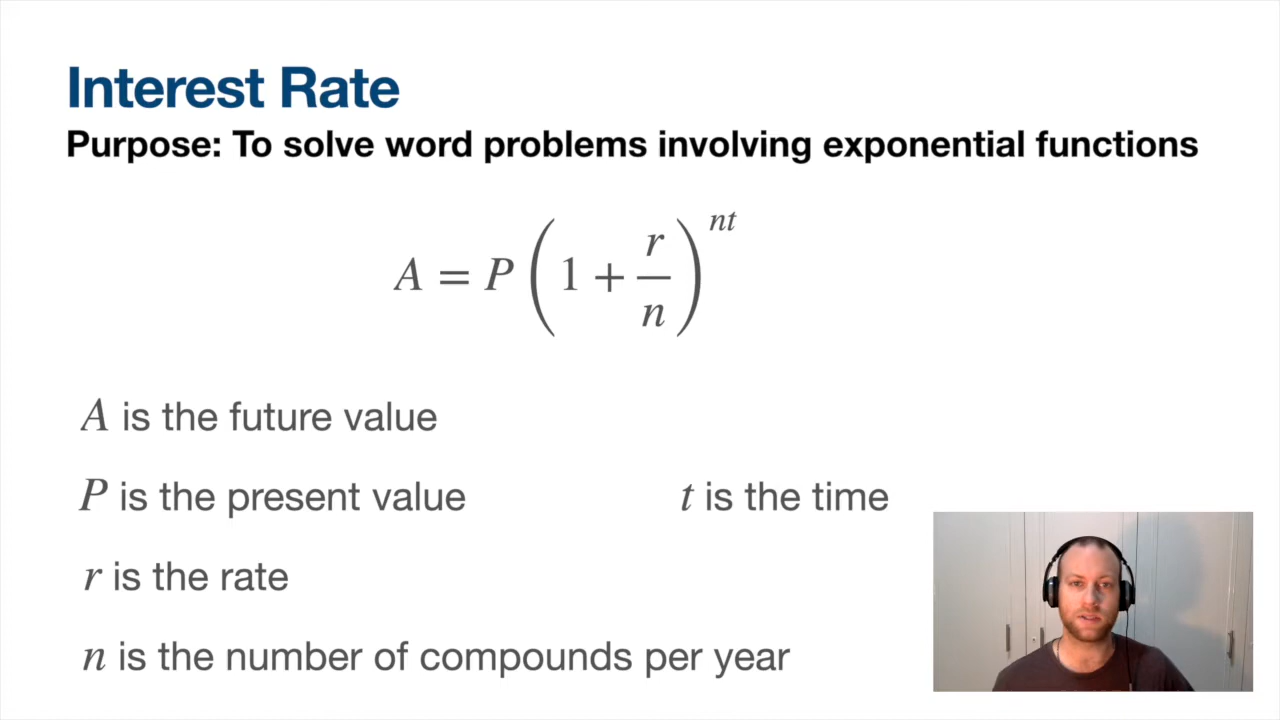 Interest Rate
Purpose: To solve word problems involving exponential functions
A = P(1 + r/n)^nt
A is the future value
P is the present value
t is the time
r is the rate
n is the number of compounds per year